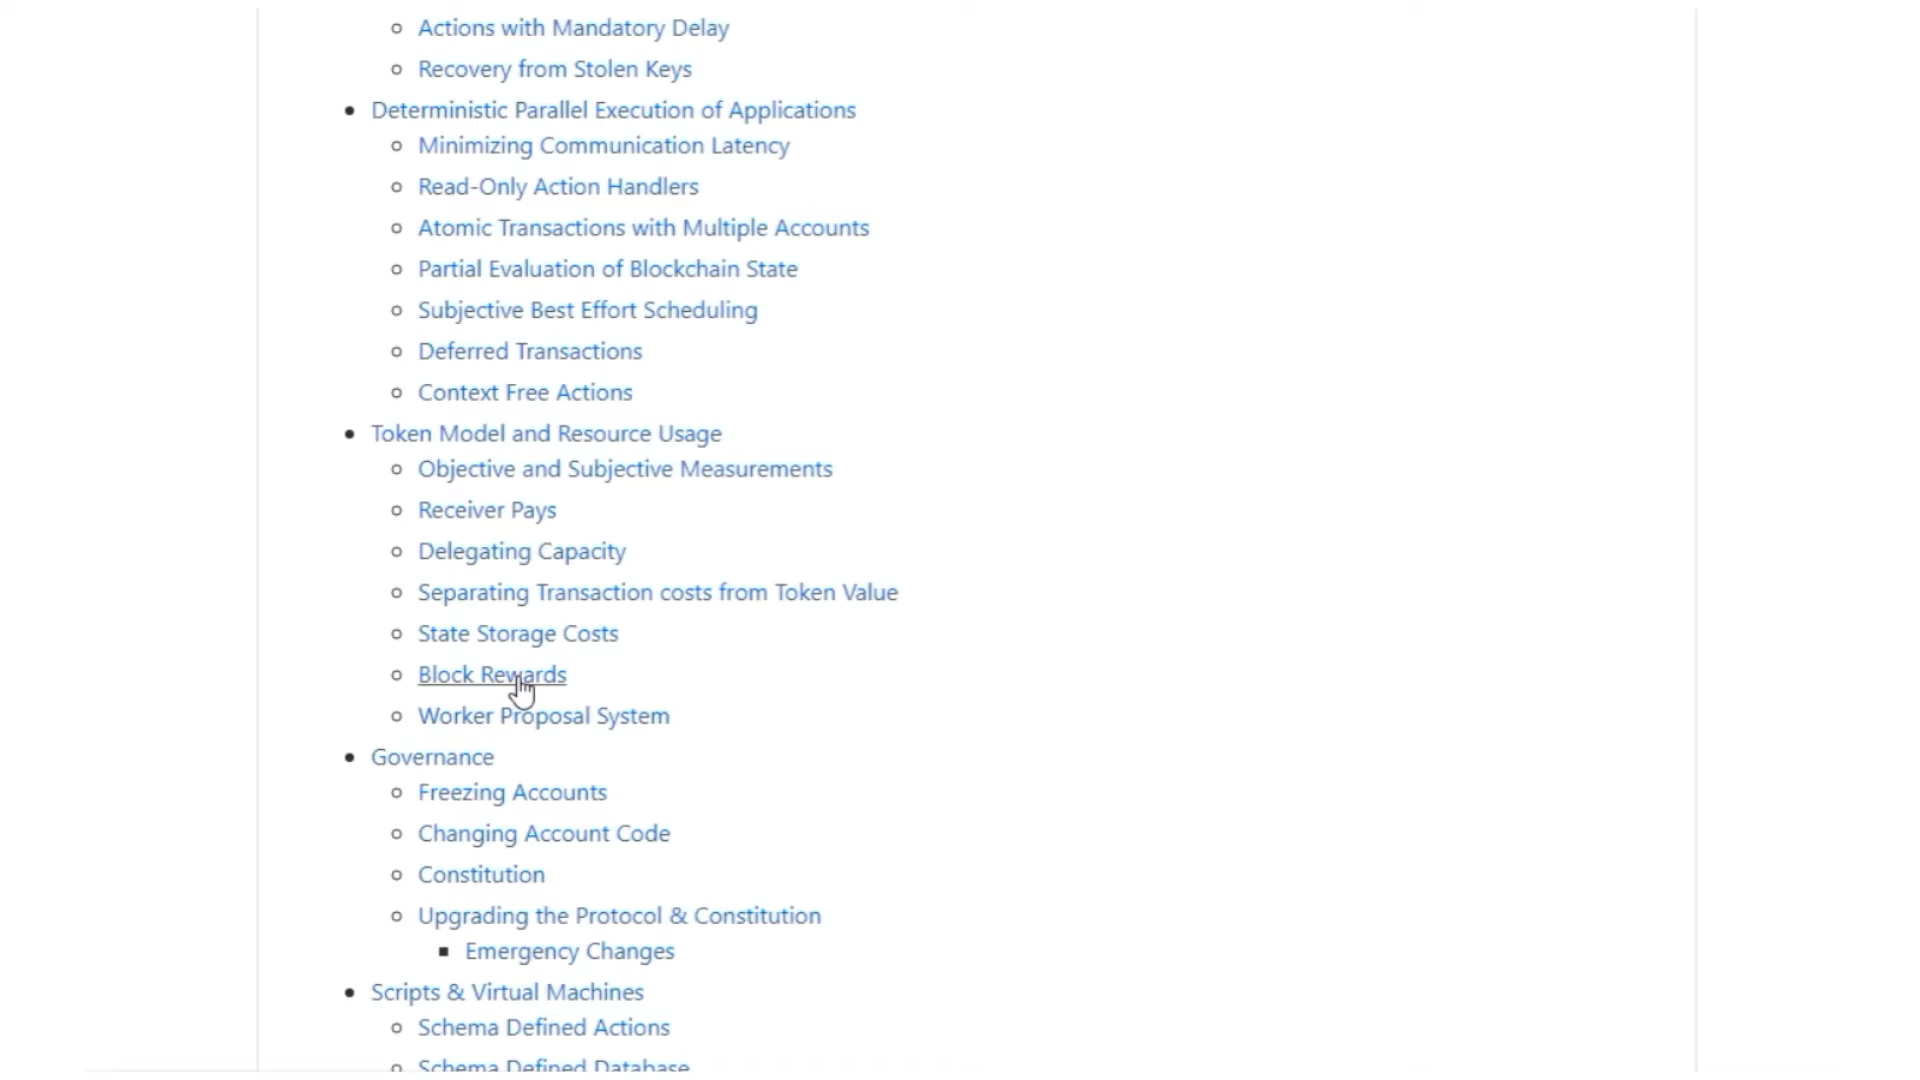 Actions with Mandatory Delay
Recovery from Stolen Keys
Deterministic Parallel Execution of Applications
Minimizing Communication Latency
Read-Only Action Handlers
Atomic Transactions with Multiple Accounts
Partial Evaluation of Blockchain State
Subjective Best Effort Scheduling
Deferred Transactions
Context Free Actions
Token Model and Resource Usage
Objective and Subjective Measurements
Receiver Pays
Delegating Capacity
Separating Transaction costs from Token Value
State Storage Costs
Block Rewards
Worker Proposal System
Governance
Freezing Accounts
Changing Account Code
Constitution
Upgrading the Protocol & Constitution
Emergency Changes
Scripts & Virtual Machines
Schema Defined Actions
Schema Defined Database